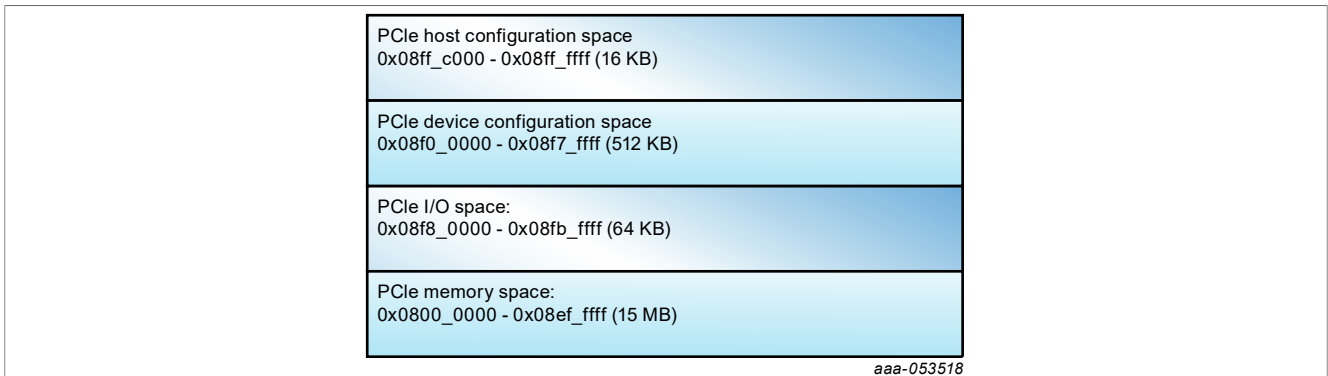 PCIe host configuration space
0x08ff_c000 - 0x08ff_ffff (16 KB)
PCIe device configuration space
0x08f0_0000 - 0x08f7_ffff (512 KB)
PCIe I/O space:
0x08f8_0000 - 0x08fb_ffff (64 KB)
PCIe memory space:
0x0800_0000 - 0x08ef_ffff (15 MB)
aaa-053518